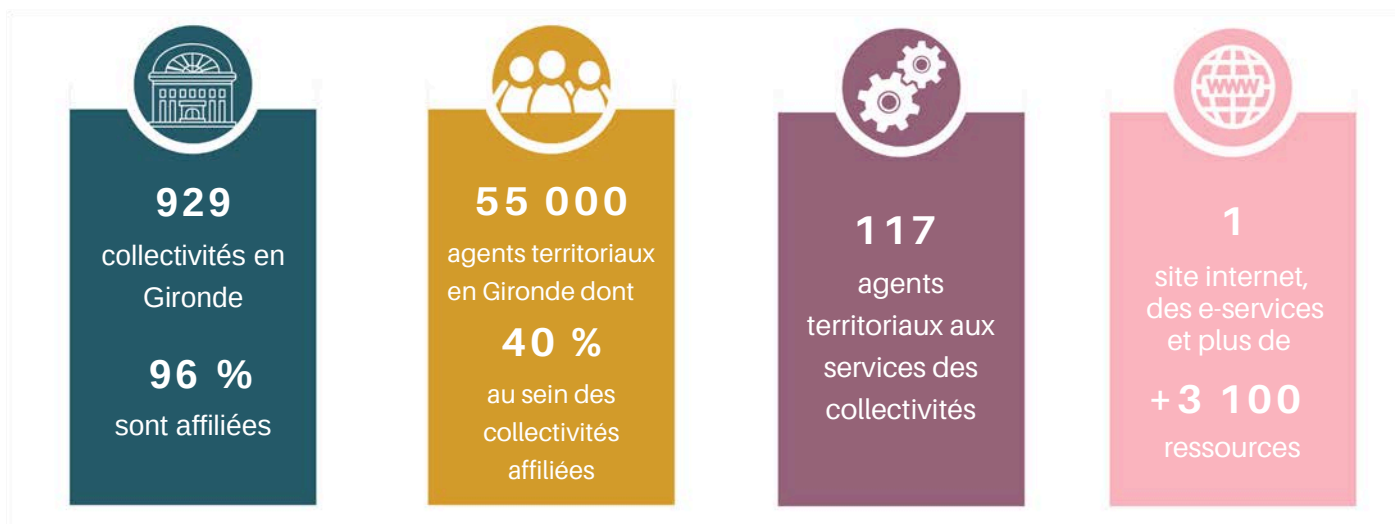 929
collectivités en
Gironde
96 %
sont affiliées
55 000
agents territoriaux
en Gironde dont
40 %
au sein des
collectivités
affiliées
117
agents
territoriaux aux
services des
collectivités
WWW
1
site internet,
des e-services
et plus de
+3 100
ressources